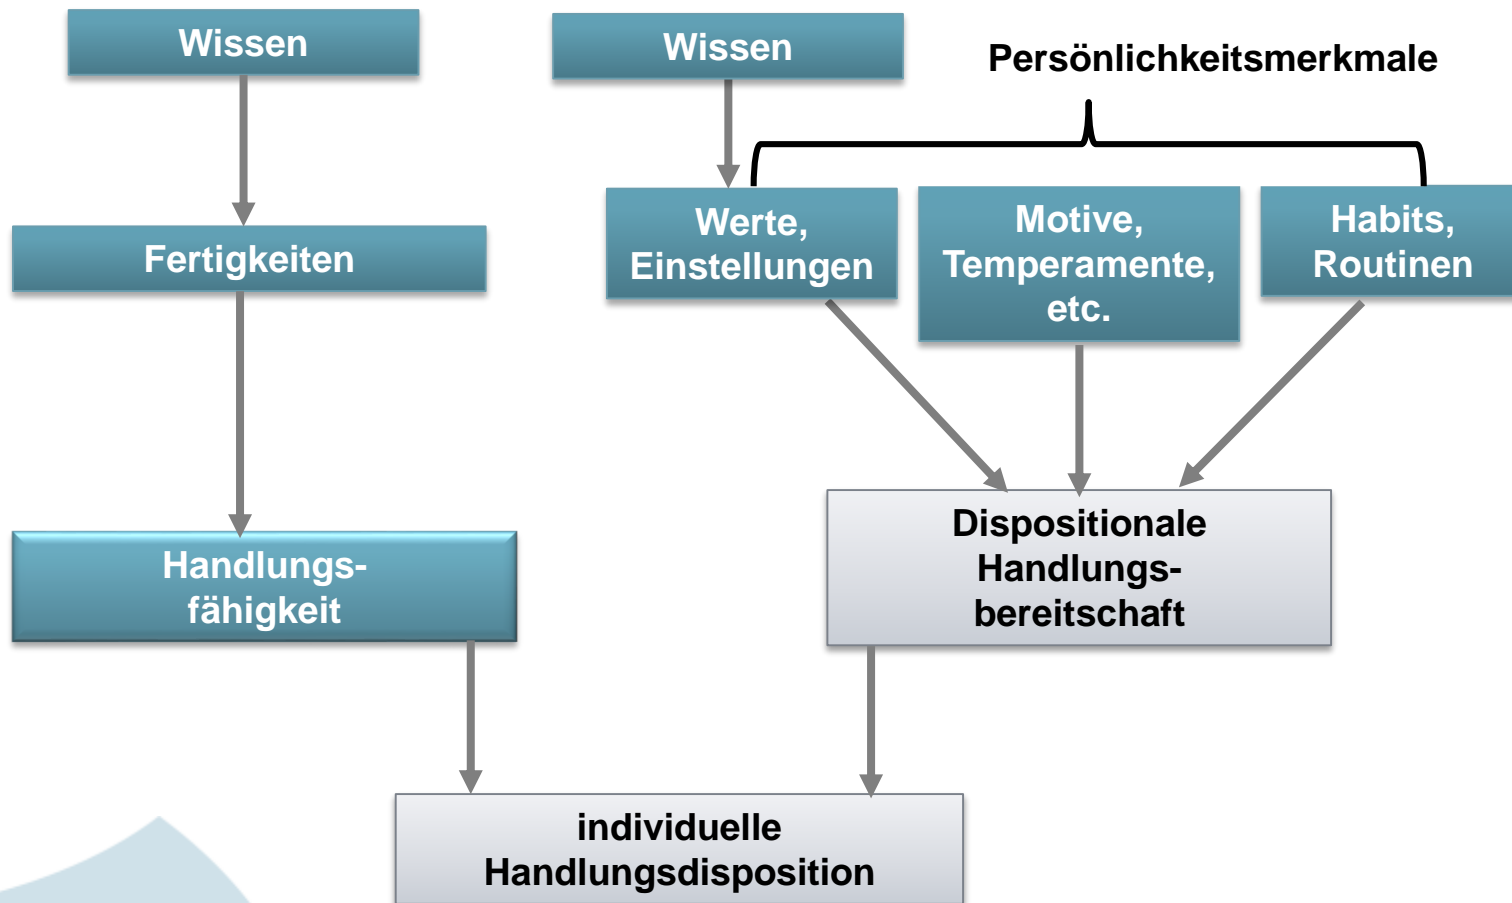 Wissen
Wissen
Persönlichkeitsmerkmale
Fertigkeiten
Werte,
Einstellungen
Motive,
Temperamente,
etc.
Habits,
Routinen
Handlungs-
fähigkeit
Dispositionale
Handlungs-
bereitschaft
individuelle
Handlungsdisposition